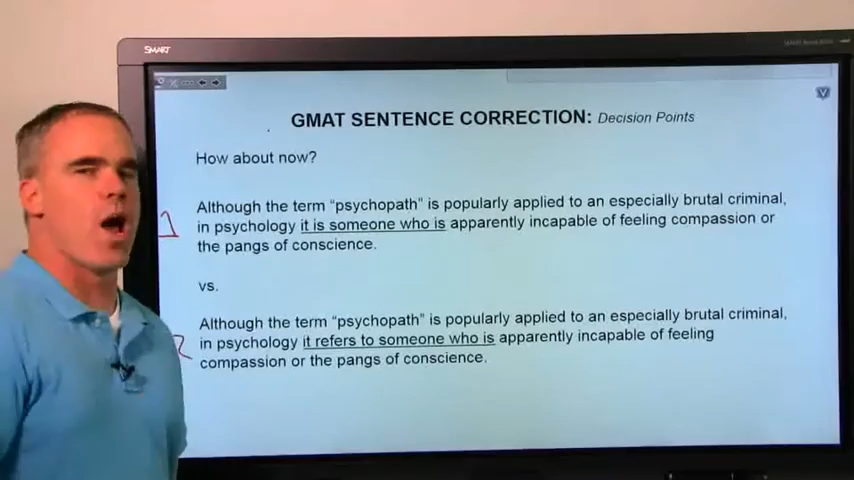 SMART
GMAT SENTENCE CORRECTION: Decision Points
How about now?
Although the term “psychopath” is popularly applied to an especially brutal criminal,
1
in psychology it is someone who is apparently incapable of feeling compassion or
the pangs of conscience.
vs.
Although the term “psychopath” is popularly applied to an especially brutal criminal,
2
in psychology it refers to someone who is apparently incapable of feeling
compassion or the pangs of conscience.